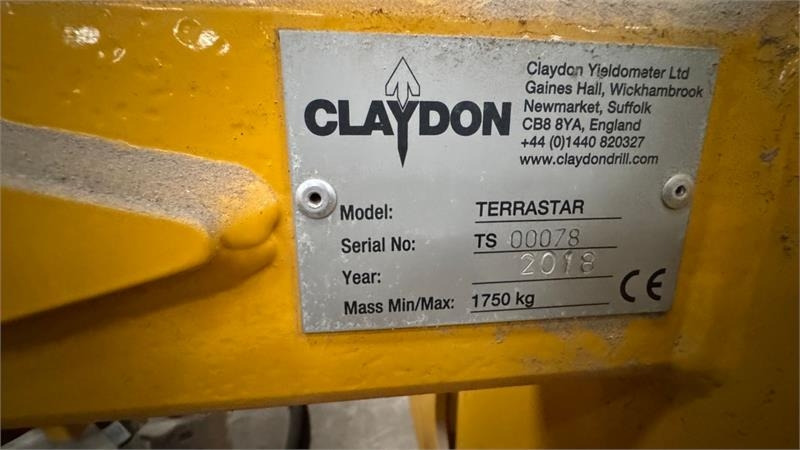 CLAYDON
Claydon Yieldometer Ltd
Gaines Hall, Wickhambrook
Newmarket, Suffolk
CB8 8YA, England
+44 (0)1440 820327
www.claydondrill.com
Model: TERRASTAR
Serial No: TS 00078
Year: 2018
Mass Min/Max: 1750 kg
CE